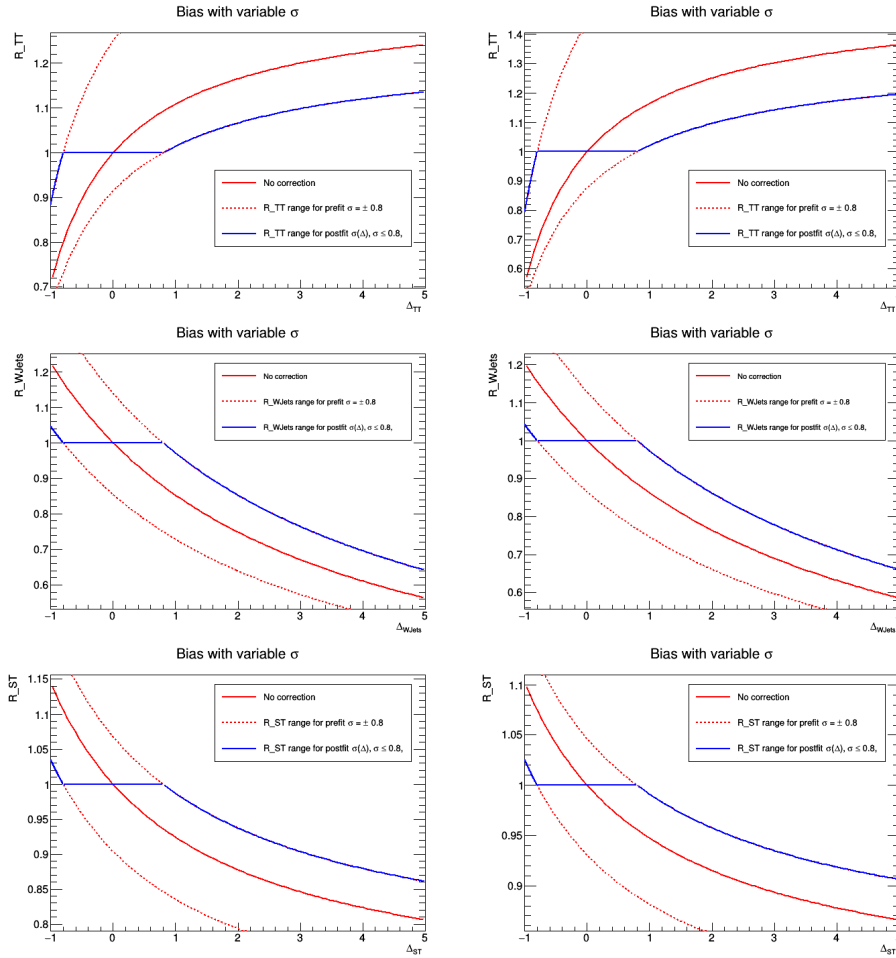 Bias with variable σ
R_TT
1.2
1.1
1
0.9
0.8
0.7
−1 0 1 2 3 4 5
Δ_TT
No correction
R_TT range for prefit σ = ± 0.8
R_TT range for postfit σ(Δ), σ ≤ 0.8,
Bias with variable σ
R_TT
1.4
1.3
1.2
1.1
1
0.9
0.8
0.7
0.6
−1 0 1 2 3 4
Δ_TT
No correction
R_TT range for prefit σ = ± 0.8
R_TT range for postfit σ(Δ), σ ≤ 0.8,
Bias with variable σ
R_WJets
1.2
1.1
1
0.9
0.8
0.7
0.6
−1 0 1 2 3 4 5
Δ_WJets
No correction
R_WJets range for prefit σ = ± 0.8
R_WJets range for postfit σ(Δ), σ ≤ 0.8,
Bias with variable σ
R_WJets
1.2
1.1
1
0.9
0.8
0.7
0.6
−1 0 1 2 3 4
Δ_WJets
No correction
R_WJets range for prefit σ = ± 0.8
R_WJets range for postfit σ(Δ), σ ≤ 0.8,
Bias with variable σ
R_ST
1.15
1.1
1.05
1
0.95
0.9
0.85
0.8
−1 0 1 2 3 4 5
Δ_ST
No correction
R_ST range for prefit σ = ± 0.8
R_ST range for postfit σ(Δ), σ ≤ 0.8,
Bias with variable σ
R_ST
1.1
1.05
1
0.95
0.9
−1 0 1 2 3 4
Δ_ST
No correction
R_ST range for prefit σ = ± 0.8
R_ST range for postfit σ(Δ), σ ≤ 0.8,